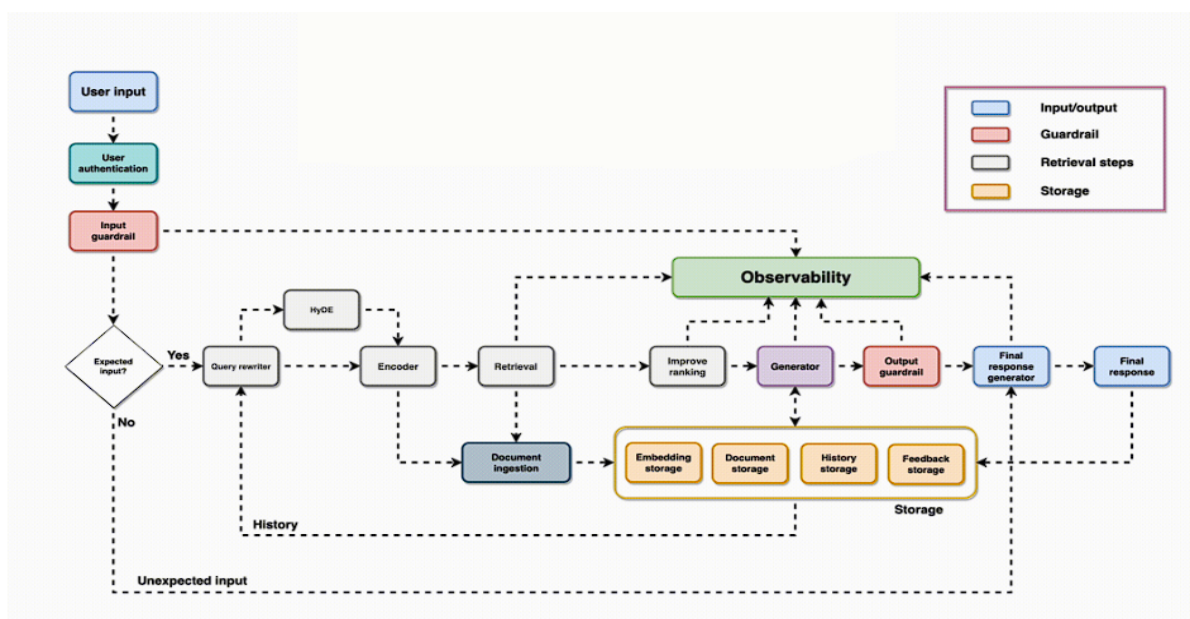 User input
User
authentication
Input
guardrail
Input/output
Guardrail
Retrieval steps
Storage
Observability
HyDE
Expected
input?
Yes
No
Query rewriter
Encoder
Retrieval
Improve
ranking
Generator
Output
guardrail
Final
response
generator
Final
response
Document
ingestion
Embedding
storage
Document
storage
History
storage
Feedback
storage
Storage
History
Unexpected input